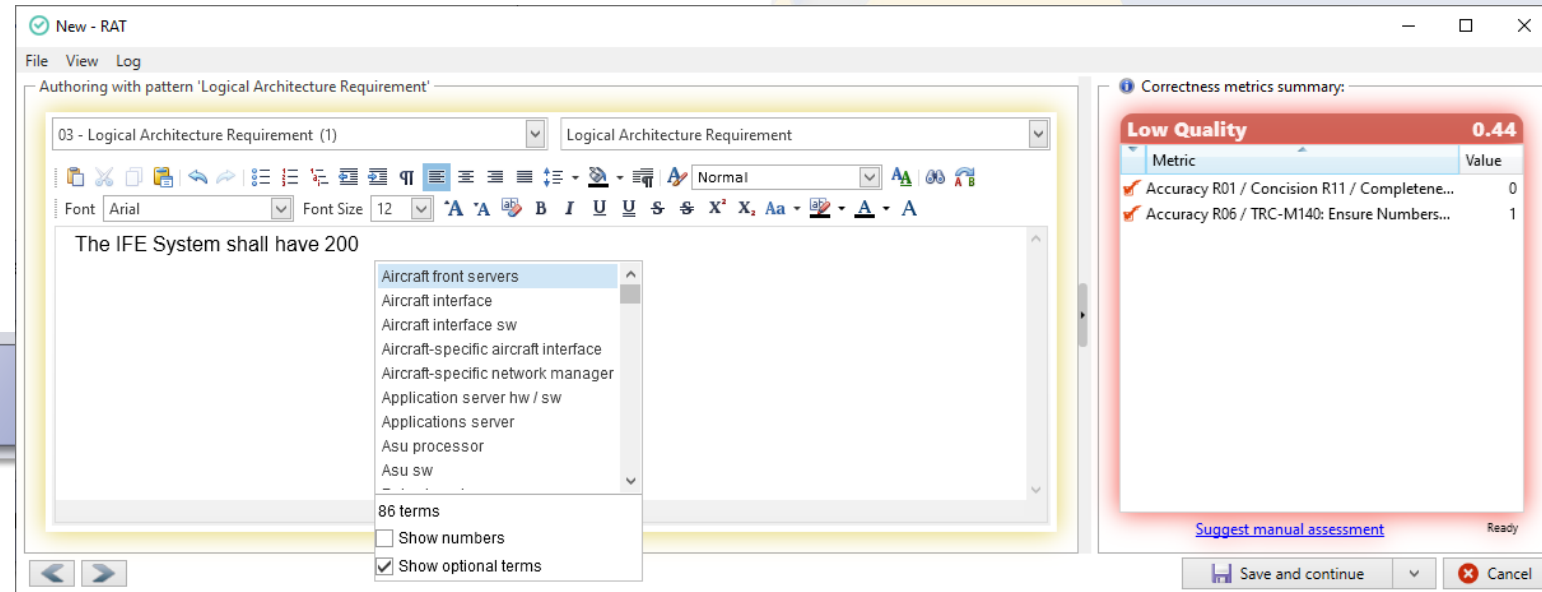 New - RAT
File View Log
Authoring with pattern 'Logical Architecture Requirement'
03 - Logical Architecture Requirement (1)
Logical Architecture Requirement
Normal
Font Arial Font Size 12 B I U U S S X² X₂ Aa A A
The IFE System shall have 200
Aircraft front servers
Aircraft interface
Aircraft interface sw
Aircraft-specific aircraft interface
Aircraft-specific network manager
Application server hw / sw
Applications server
Asu processor
Asu sw
86 terms
Show numbers
Show optional terms
Correctness metrics summary:
Low Quality 0.44
Metric Value
Accuracy R01 / Concision R11 / Completene... 0
Accuracy R06 / TRC-M140: Ensure Numbers... 1
Suggest manual assessment Ready
Save and continue Cancel